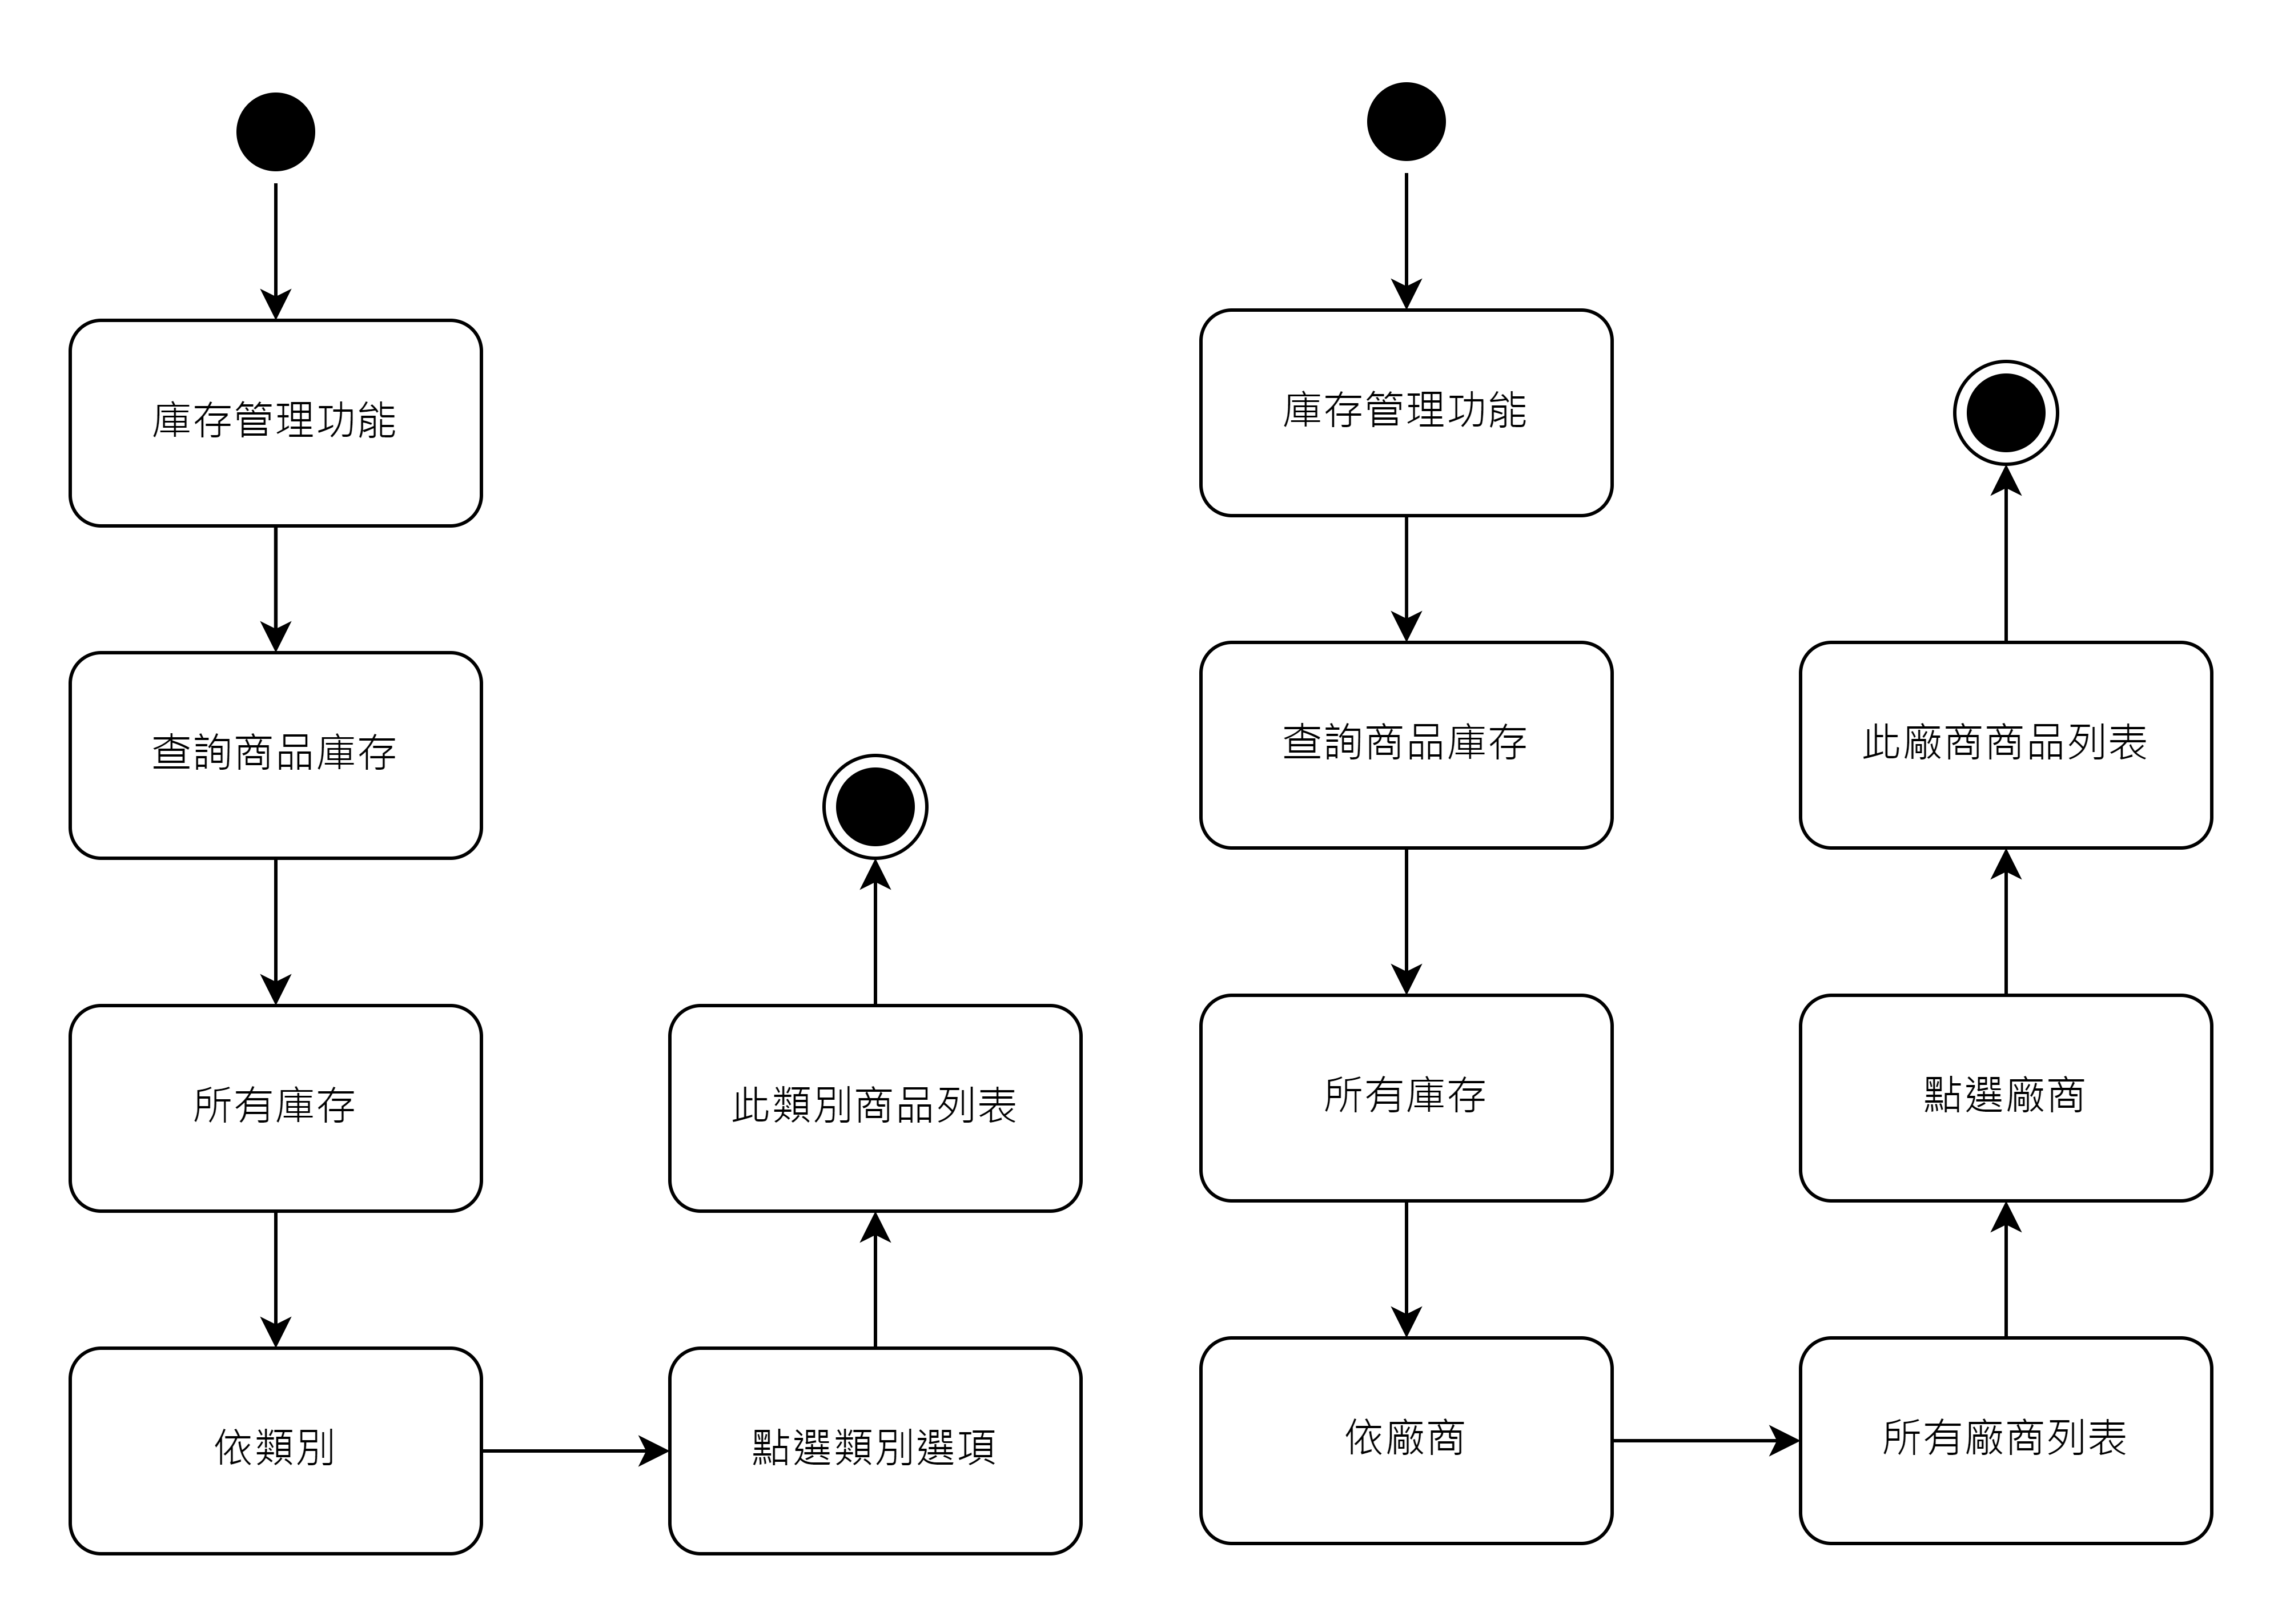 庫存管理功能
查詢商品庫存
所有庫存
依類別
點選類別選項
此類別商品列表
庫存管理功能
查詢商品庫存
所有庫存
依廠商
所有廠商列表
點選廠商
此廠商商品列表